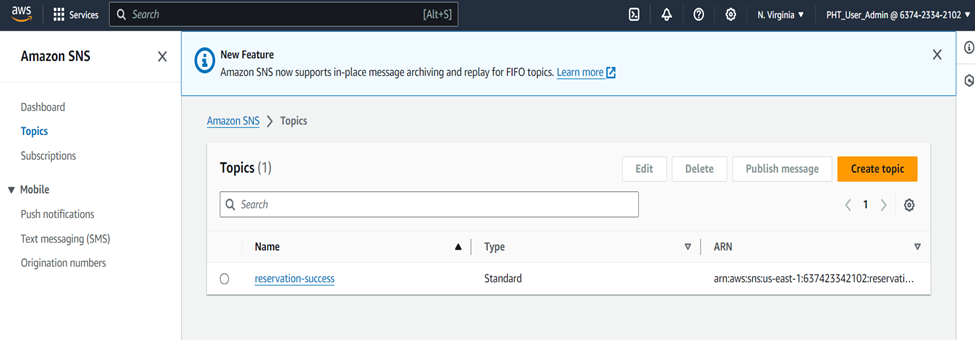 aws Services Search [Alt+S] N. Virginia PHT_User_Admin @ 6374-2334-2102
Amazon SNS
Dashboard
Topics
Subscriptions
Mobile
Push notifications
Text messaging (SMS)
Origination numbers
New Feature
Amazon SNS now supports in-place message archiving and replay for FIFO topics. Learn more
Amazon SNS > Topics
Topics (1) Edit Delete Publish message Create topic
Search 1
Name Type ARN
reservation-success Standard arn:aws:sns:us-east-1:637423342102:reservati...